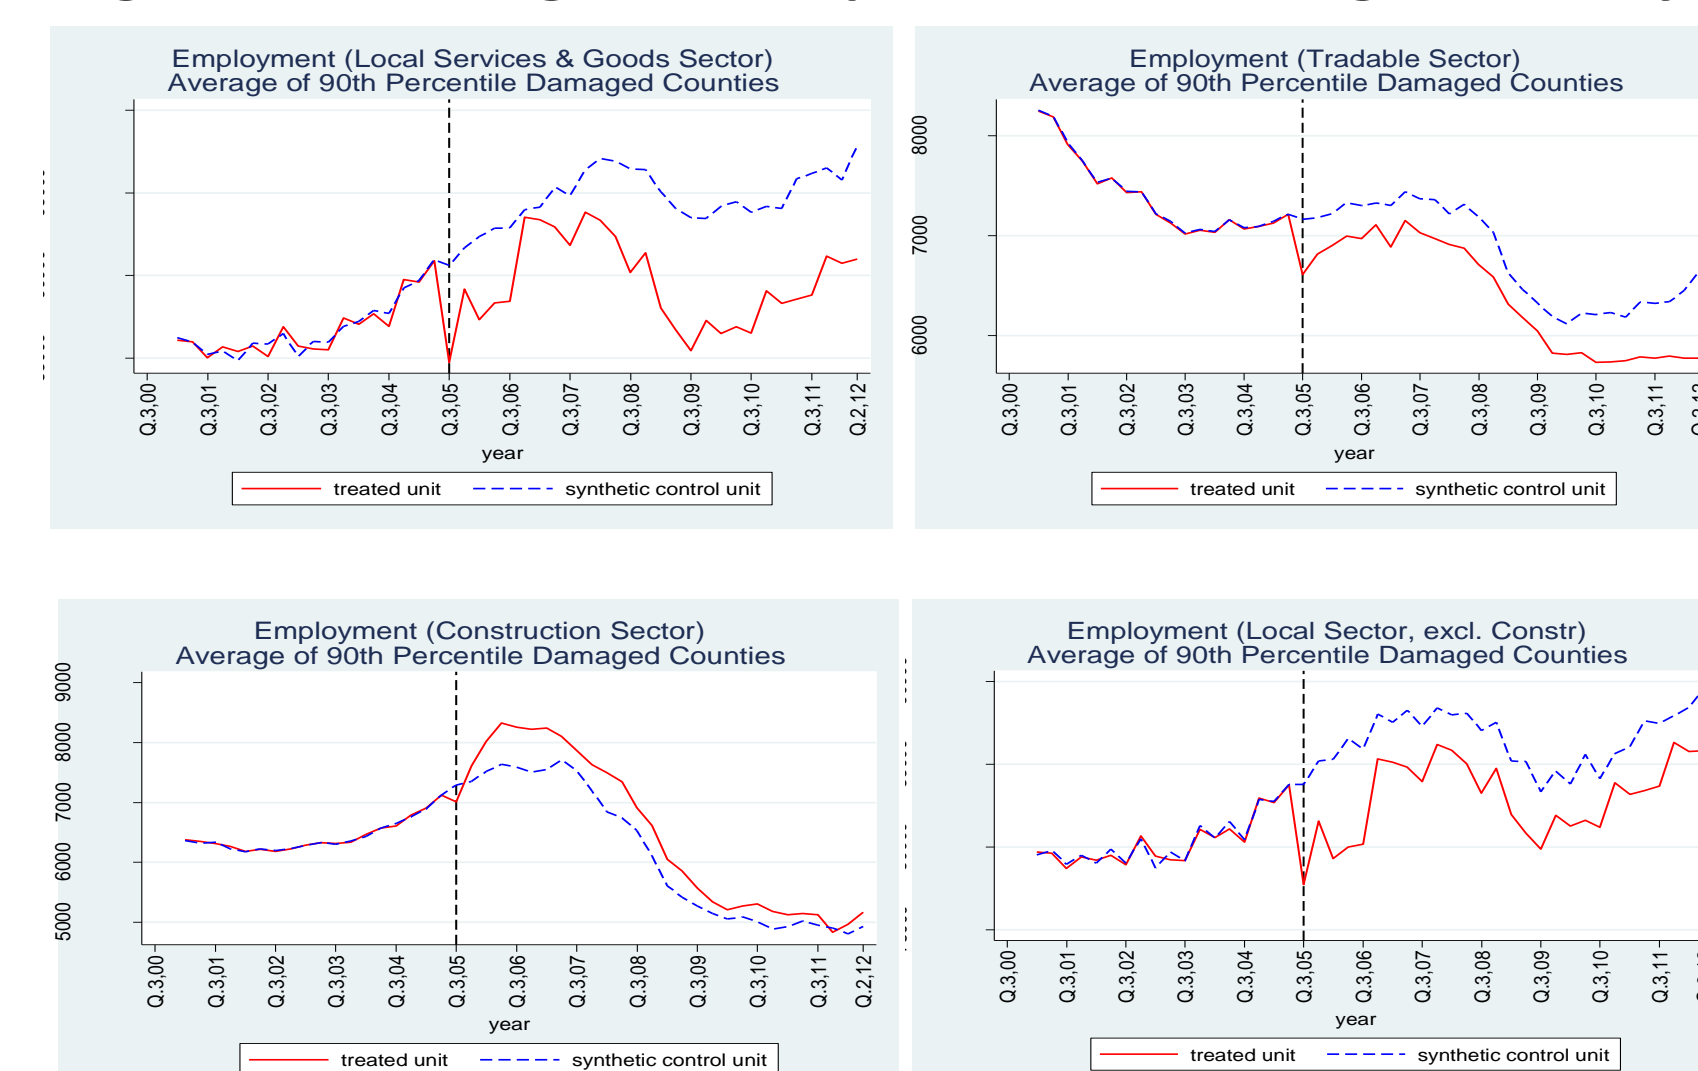 Employment (Local Services & Goods Sector)
Average of 90th Percentile Damaged Counties
Q.3,00
Q.3,01
Q.3,02
Q.3,03
Q.3,04
Q.3,05
Q.3,06
Q.3,07
Q.3,08
Q.3,09
Q.3,10
Q.3,11
Q.2,12
year
treated unit
synthetic control unit
Employment (Tradable Sector)
Average of 90th Percentile Damaged Counties
8000
7000
6000
Q.3,00
Q.3,01
Q.3,02
Q.3,03
Q.3,04
Q.3,05
Q.3,06
Q.3,07
Q.3,08
Q.3,09
Q.3,10
Q.3,11
year
treated unit
synthetic control unit
Employment (Construction Sector)
Average of 90th Percentile Damaged Counties
9000
8000
7000
6000
5000
Q.3,00
Q.3,01
Q.3,02
Q.3,03
Q.3,04
Q.3,05
Q.3,06
Q.3,07
Q.3,08
Q.3,09
Q.3,10
Q.3,11
Q.2,12
year
treated unit
synthetic control unit
Employment (Local Sector, excl. Constr)
Average of 90th Percentile Damaged Counties
Q.3,00
Q.3,01
Q.3,02
Q.3,03
Q.3,04
Q.3,05
Q.3,06
Q.3,07
Q.3,08
Q.3,09
Q.3,10
Q.3,11
year
treated unit
synthetic control unit